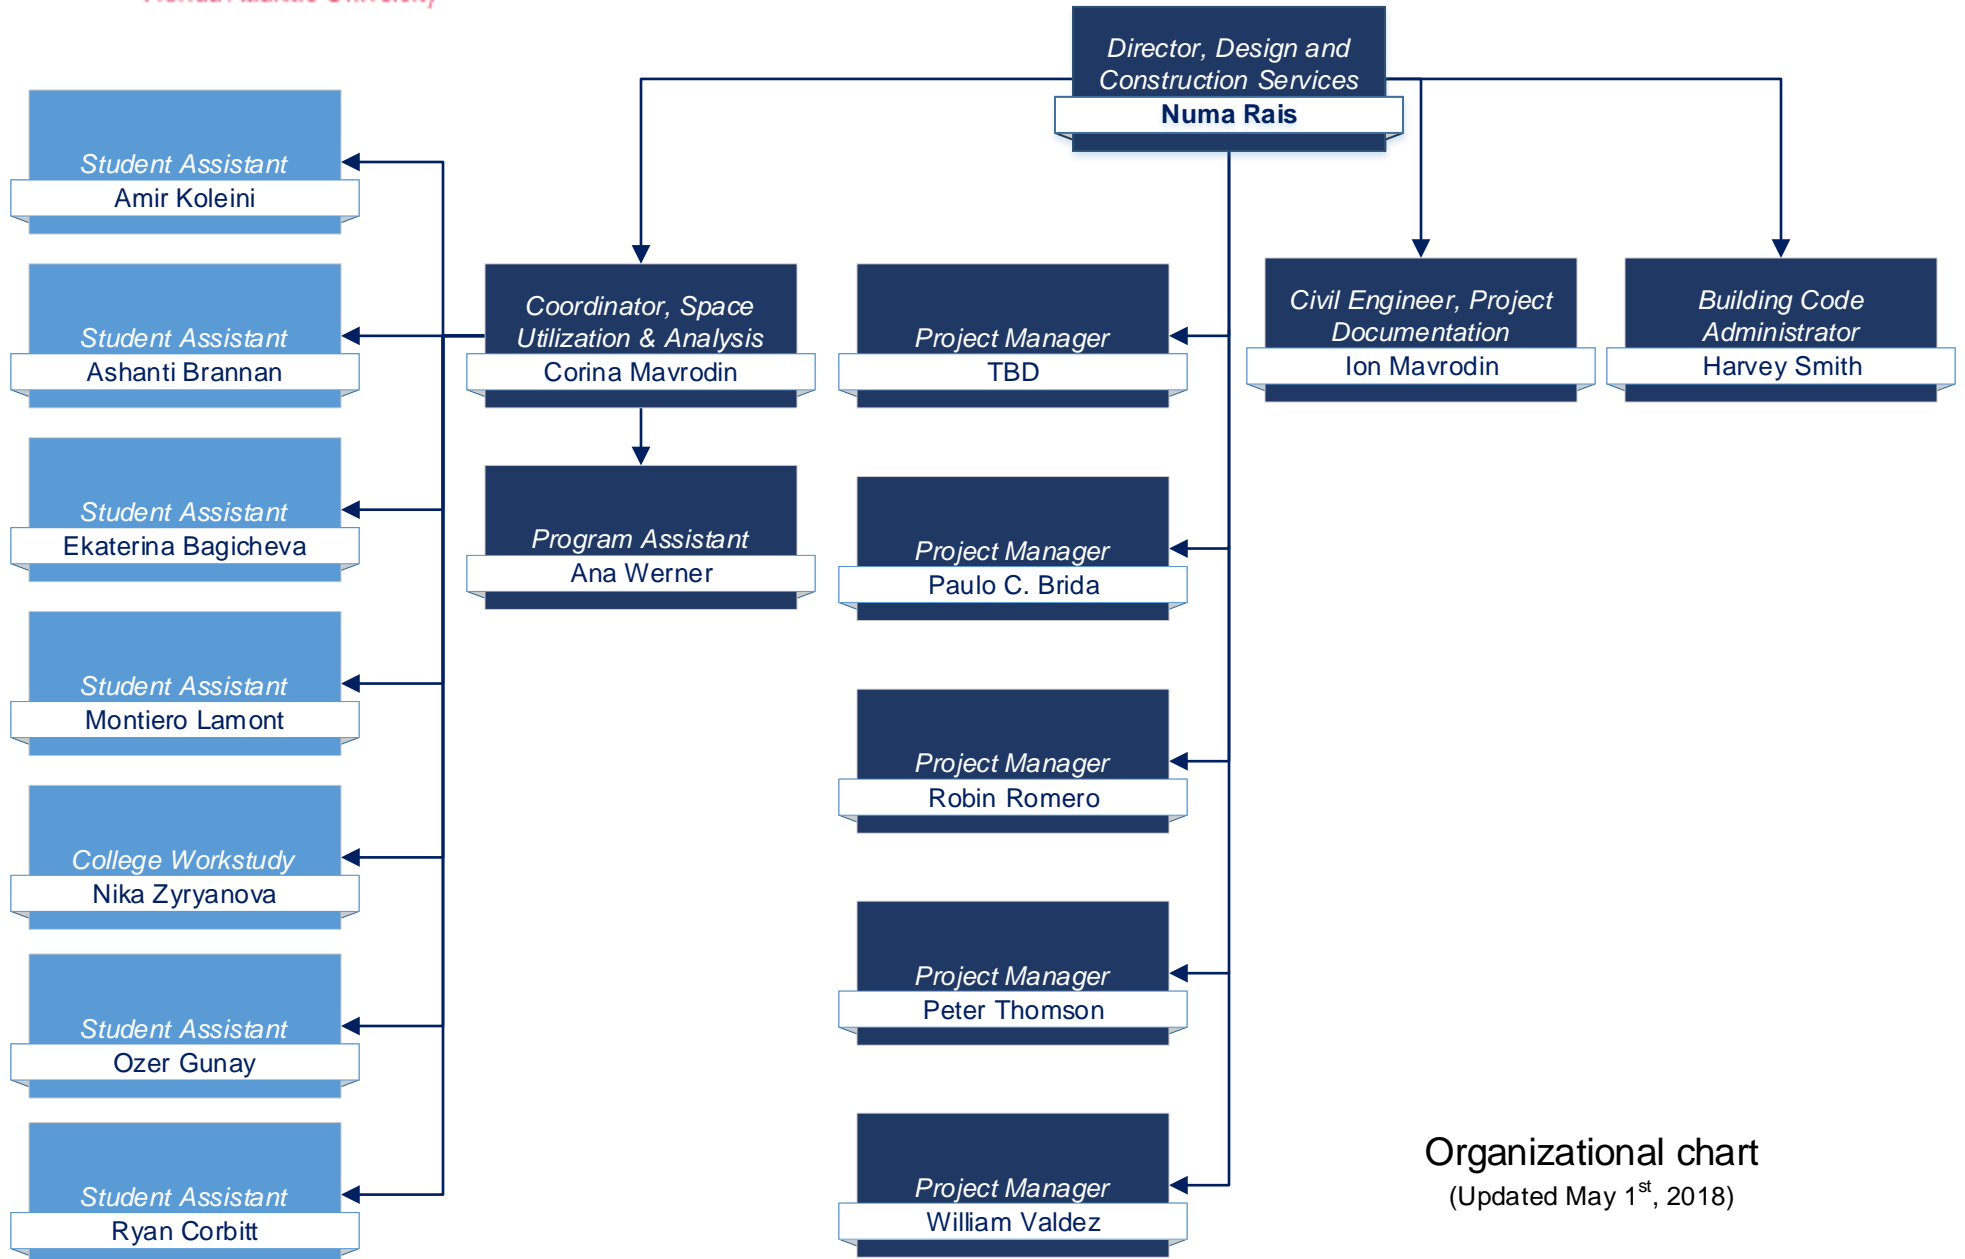 Director, Design and
Construction Services
Numa Rais
Student Assistant
Amir Koleini
Student Assistant
Ashanti Brannan
Student Assistant
Ekaterina Bagicheva
Student Assistant
Montiero Lamont
College Workstudy
Nika Zyryanova
Student Assistant
Ozer Gunay
Student Assistant
Ryan Corbitt
Coordinator, Space
Utilization & Analysis
Corina Mavrodin
Program Assistant
Ana Werner
Project Manager
TBD
Project Manager
Paulo C. Brida
Project Manager
Robin Romero
Project Manager
Peter Thomson
Project Manager
William Valdez
Civil Engineer, Project
Documentation
Ion Mavrodin
Building Code
Administrator
Harvey Smith
Organizational chart
(Updated May 1st, 2018)